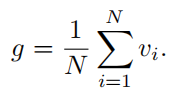 g = \frac{1}{N} \sum_{i=1}^{N} v_i.